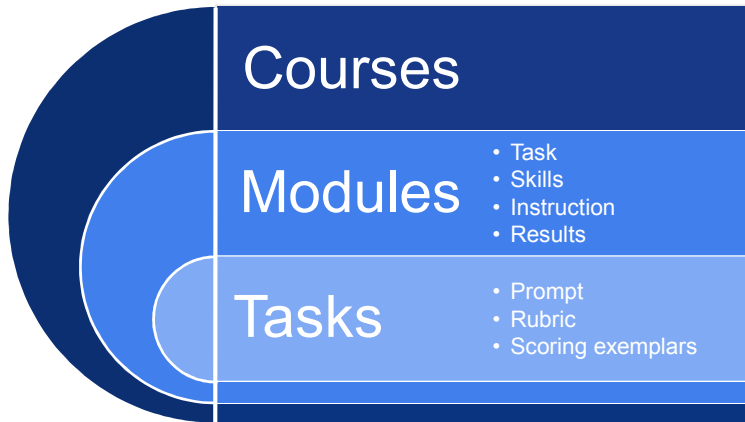 Courses
Modules
• Task
• Skills
• Instruction
• Results
Tasks
• Prompt
• Rubric
• Scoring exemplars